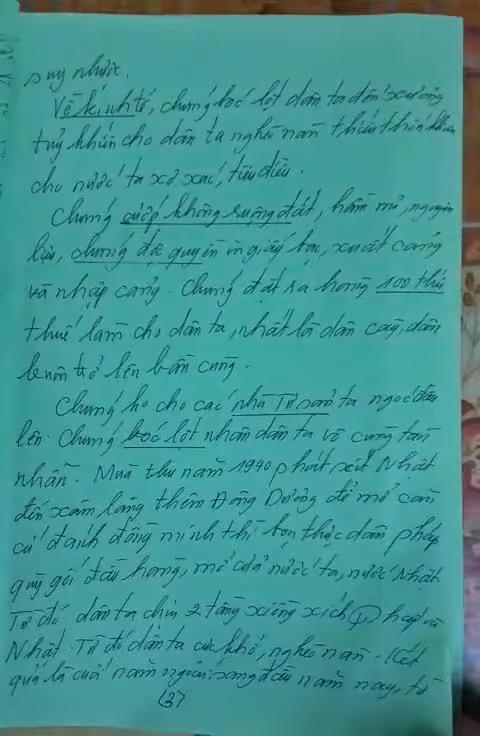 suy nhược.
Về kinh tế, chúng bóc lột dân ta đến xương
tuỷ khiến cho dân ta nghèo nàn thiếu thốn
cho nước ta xơ xác, tiêu điều.
Chúng cướp không ruộng đất, hầm mỏ, nguyên
liệu, chúng độc quyền in giấy bạc, xuất cảng
và nhập cảng. Chúng đặt ra hàng 100 thứ
thuế làm cho dân ta, nhất là dân cày, dân
buôn trở lên bần cùng.
Chúng ko cho các nhà Tư sản ta ngóc đầu
lên. Chúng bóc lột nhân dân ta vô cùng tàn
nhẫn. Mùa thu năm 1940 phát xít Nhật
đến xâm lăng thêm Đông Dương để mở căn
cứ đánh đồng minh thì bọn thực dân pháp
quỳ gối đầu hàng, mở cửa nước ta, nước Nhật
Từ đó dân ta chịu 2 tầng xiềng xích Pháp và
Nhật. Từ đó dân ta cực khổ, nghèo nàn. Kết
quả là cuối năm ngoái sang đầu năm nay, từ
(3)